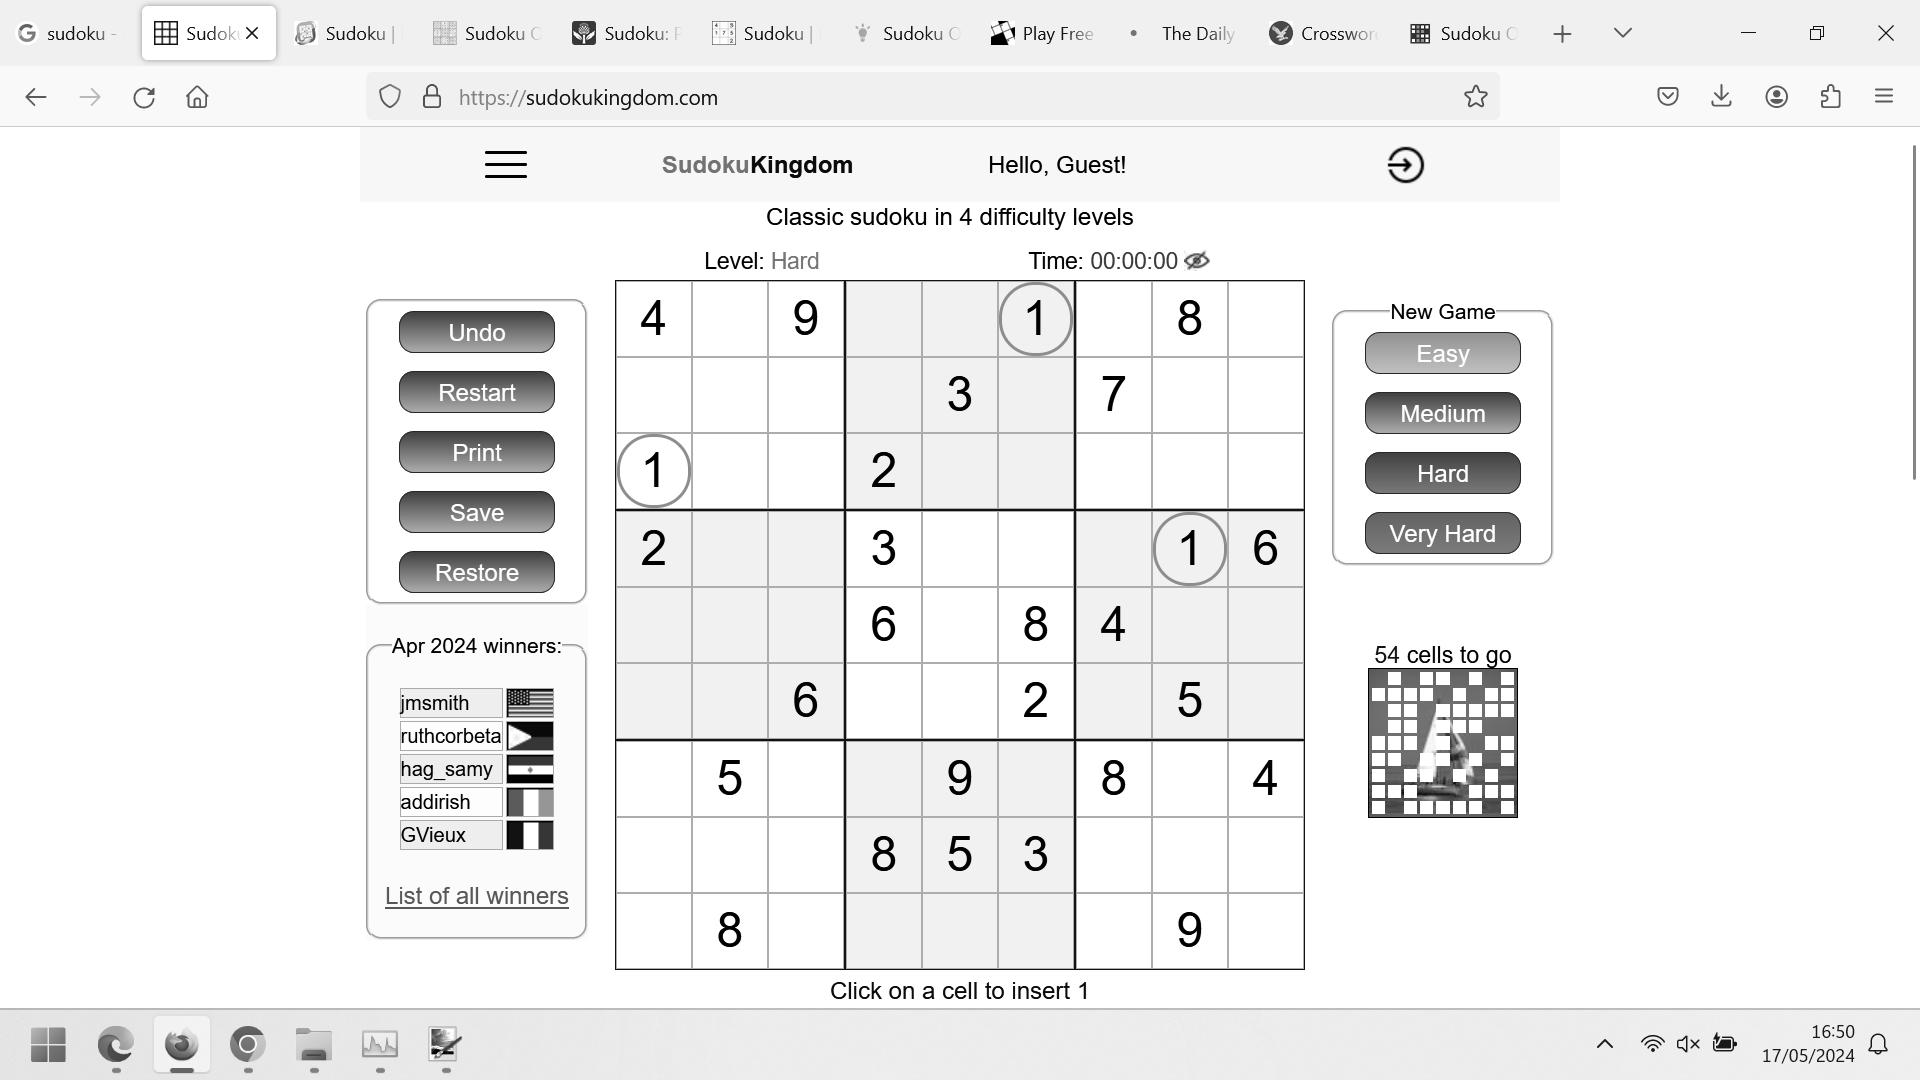 sudoku -
Sudok
Sudoku |
Sudoku C
Sudoku: F
Sudoku |
Sudoku O
Play Free
The Daily
Crosswor
Sudoku O
https://sudokukingdom.com
SudokuKingdom
Hello, Guest!
Classic sudoku in 4 difficulty levels
Level: Hard
Time: 00:00:00
Undo
Restart
Print
Save
Restore
Apr 2024 winners:
jmsmith
ruthcorbeta
hag_samy
addirish
GVieux
List of all winners
4 9 1 8
3 7
1 2
2 3 1 6
6 8 4
6 2 5
5 9 8 4
8 5 3
8 9
Click on a cell to insert 1
New Game
Easy
Medium
Hard
Very Hard
54 cells to go
16:50
17/05/2024